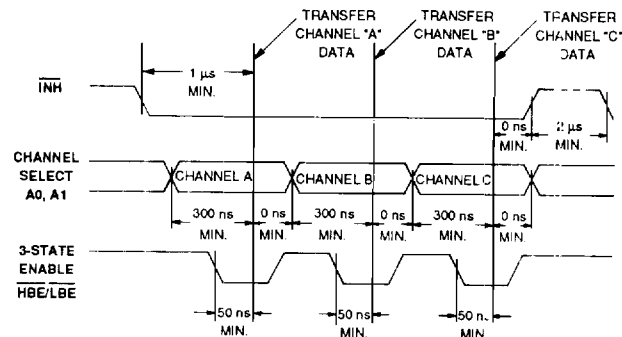 TRANSFER CHANNEL "A" DATA
TRANSFER CHANNEL "B" DATA
TRANSFER CHANNEL "C" DATA
1 µs MIN.
INH
0 ns MIN.
2 µs MIN.
CHANNEL SELECT A0, A1
CHANNEL A
CHANNEL B
CHANNEL C
300 ns MIN.
0 ns MIN.
300 ns MIN.
0 ns MIN.
300 ns MIN.
0 ns MIN.
3-STATE ENABLE HBE/LBE
50 ns MIN.
50 ns MIN.
50 ns MIN.